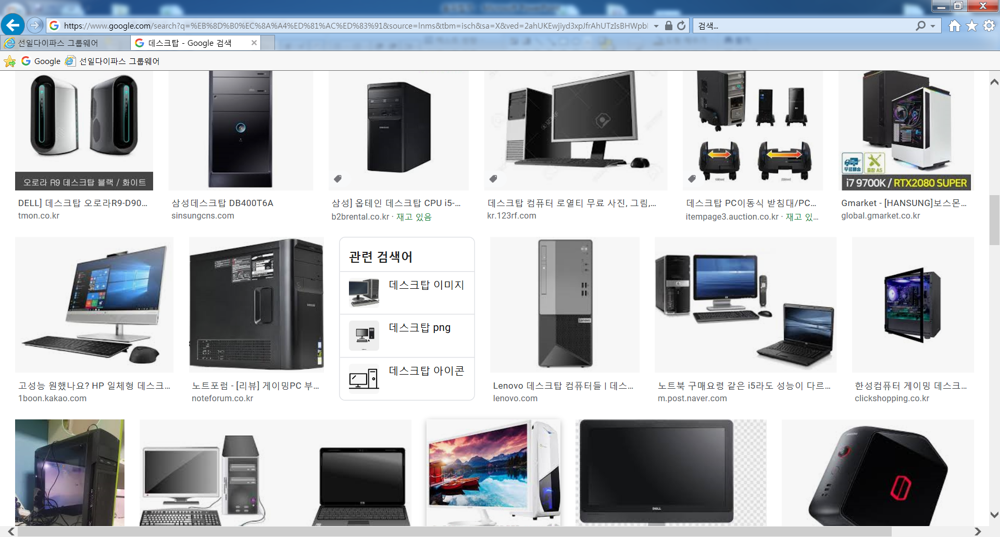 https://www.google.com/search?q=%EB%8D%B0%EC%8A%A4%ED%81%AC%ED%83%91&source=lnms&tbm=isch&sa=X&ved=2ahUKEwjiyd3xpJfrAhUTzIsBHWpbl
검색...
선일다이파스 그룹웨어
데스크탑 - Google 검색
Google 선일다이파스 그룹웨어
오로라 R9 데스크탑 블랙 / 화이트
SAMSUNG
123RF
무료배송
출장 AS
i7 9700K / RTX2080 SUPER
DELL] 데스크탑 오로라R9-D90...
tmon.co.kr
삼성데스크탑 DB400T6A
sinsungcns.com
삼성] 옵테인 데스크탑 CPU i5-...
b2brental.co.kr · 재고 있음
데스크탑 컴퓨터 로열티 무료 사진, 그림,...
kr.123rf.com
데스크탑 PC이동식 받침대/PC...
itempage3.auction.co.kr · 재고 있...
Gmarket - [HANSUNG]보스몬...
global.gmarket.co.kr
관련 검색어
데스크탑 이미지
데스크탑 png
데스크탑 아이콘
Lenovo
고성능 원했나요? HP 일체형 데스크...
1boon.kakao.com
노트포럼 - [리뷰] 게이밍PC 부...
noteforum.co.kr
Lenovo 데스크탑 컴퓨터들 | 데스...
lenovo.com
노트북 구매요령 같은 i5라도 성능이 다르...
m.post.naver.com
한성컴퓨터 게이밍 데스크...
clickshopping.co.kr
DELL